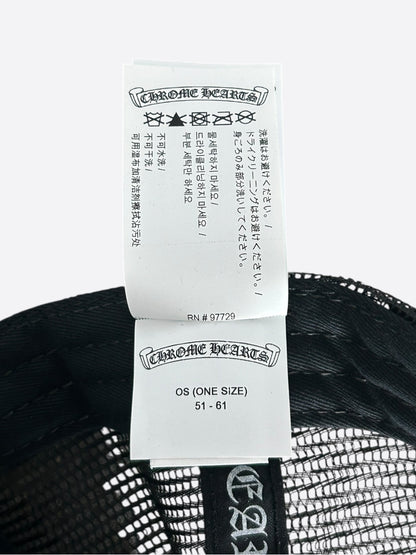 CHROME HEARTS
洗濯はお避けください。/
ドライクリーニングはお避けください。/
身ごろのみ部分洗いしてください。
물세탁하지 마세요/
드라이클리닝하지 마세요/
부분 세탁만 하세요
不可水洗/
不可干洗/
可用湿布加清洁剂擦拭沾污处
RN # 97729
CHROME HEARTS
OS (ONE SIZE)
51 - 61